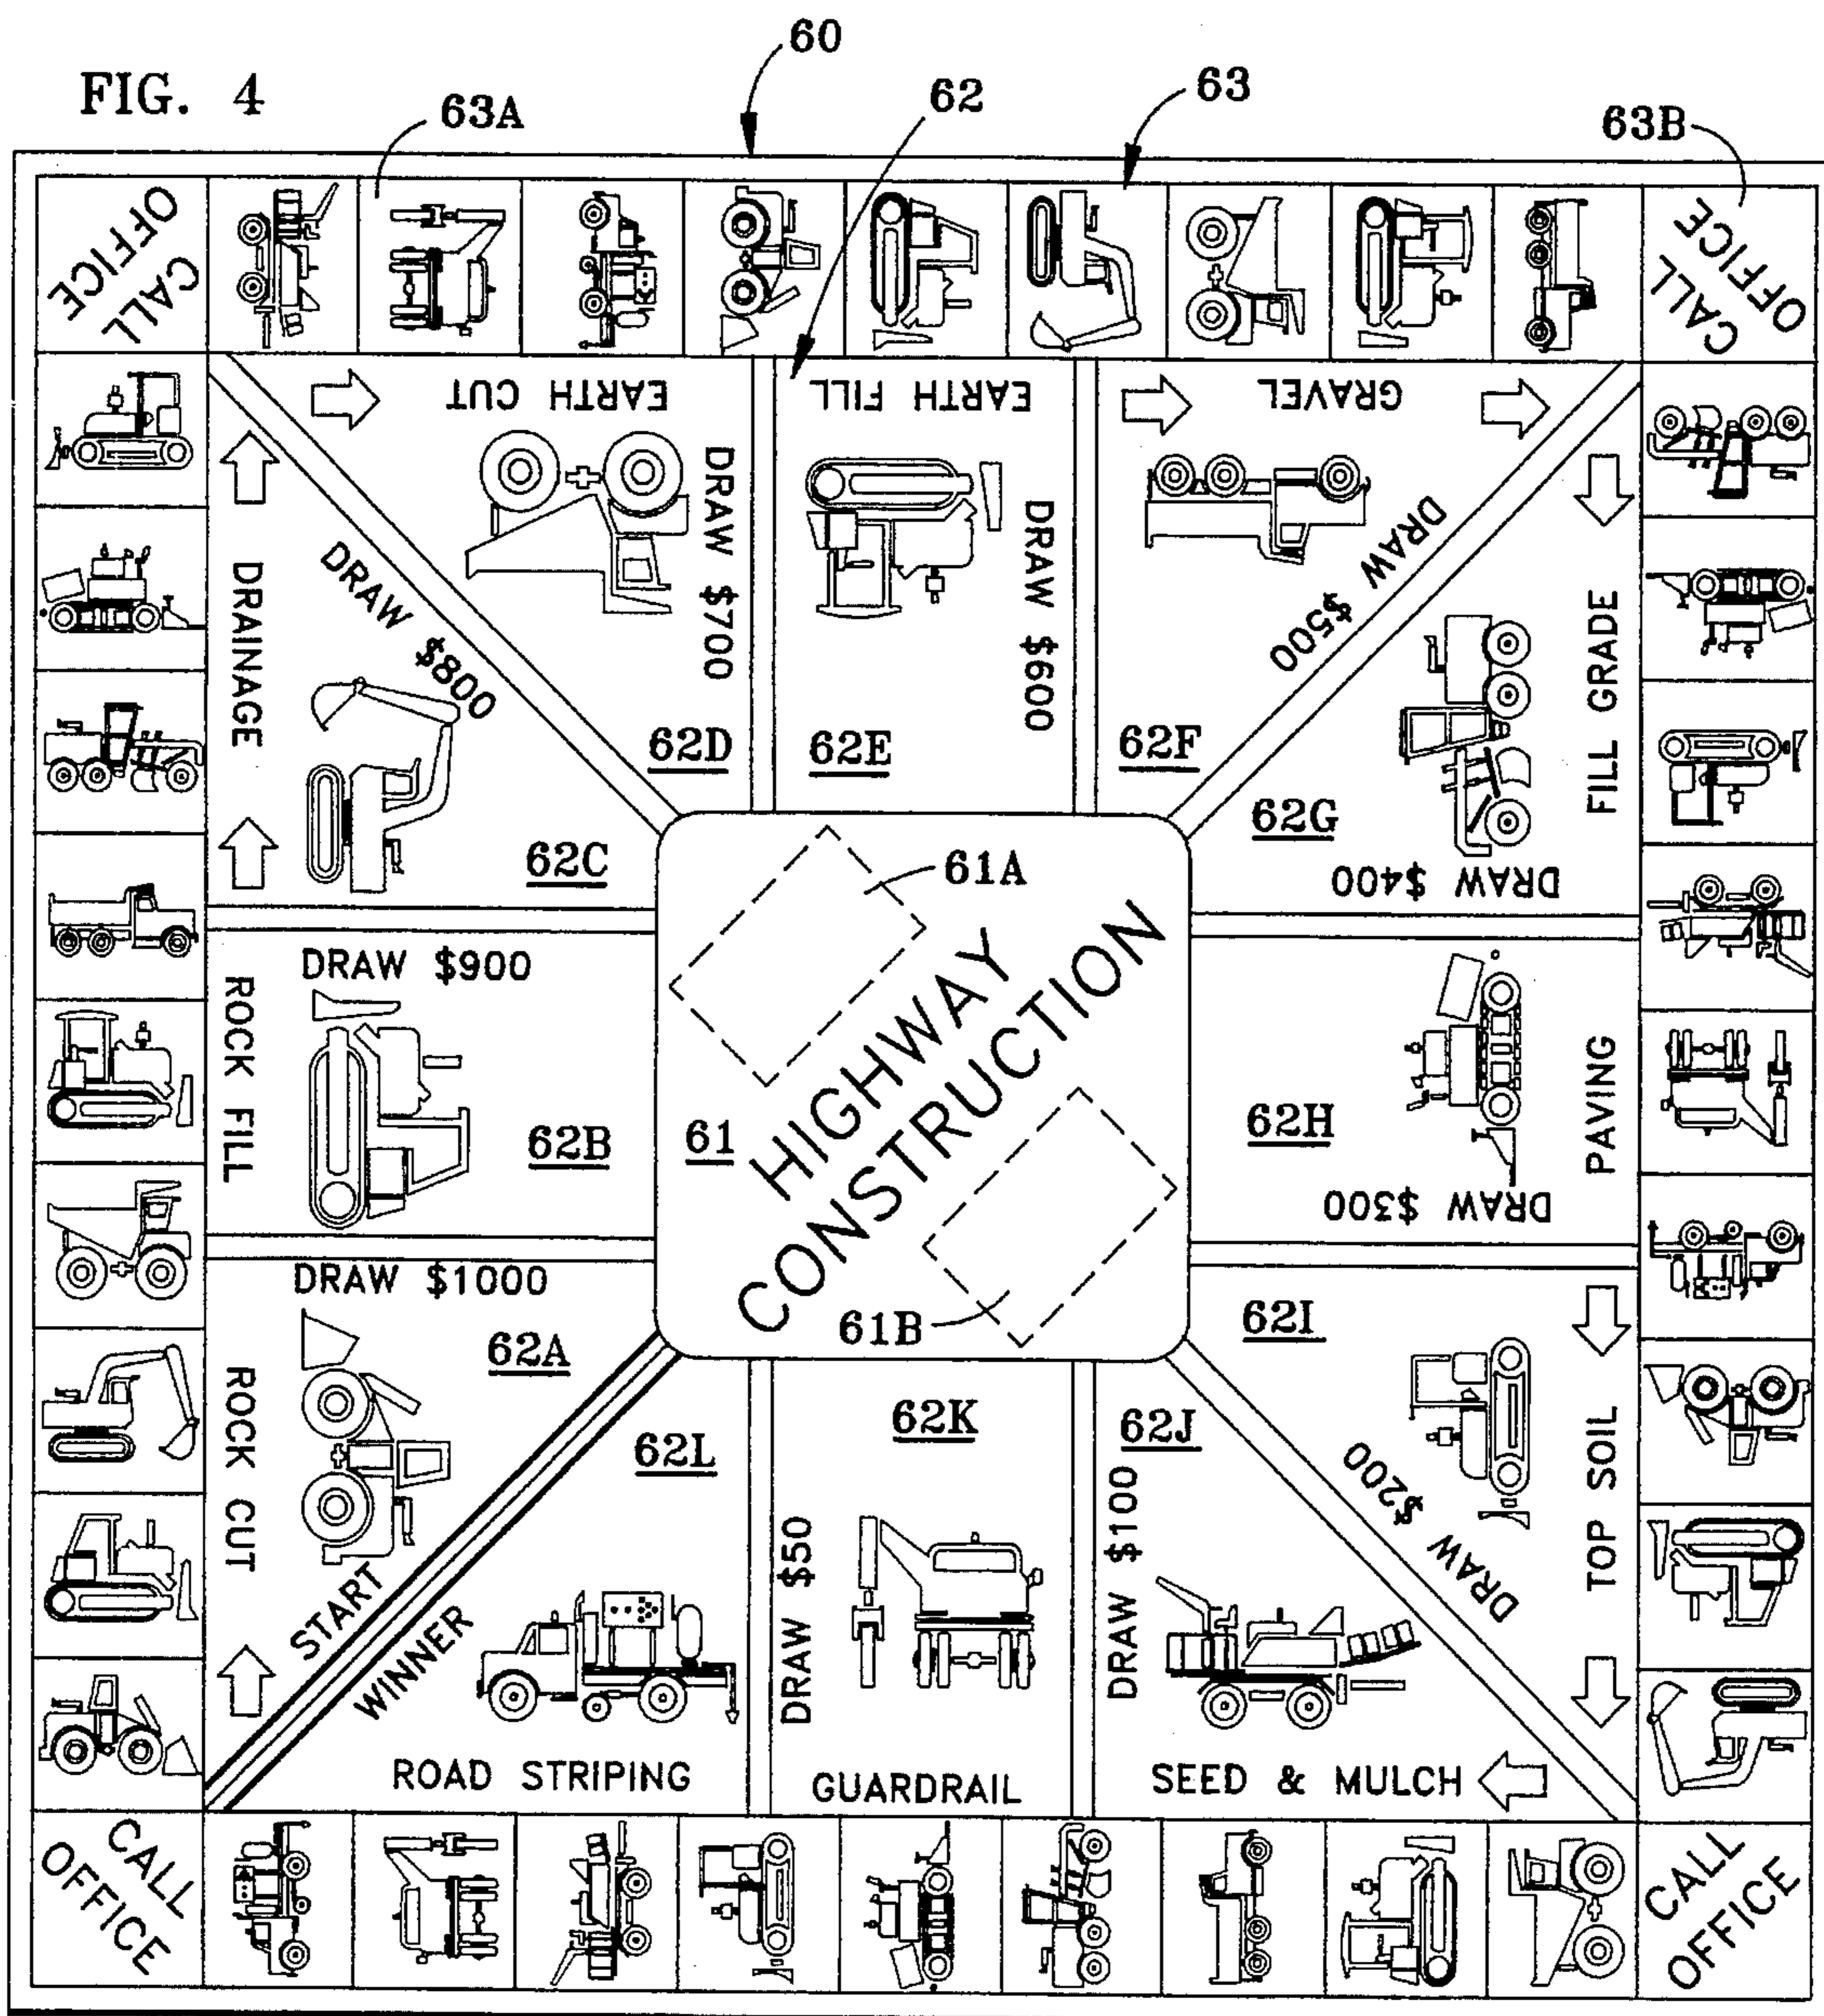 FIG. 4
60
63A
62
63
63B
CALL
OFFICE
CALL
OFFICE
EARTH CUT
EARTH FILL
GRAVEL
DRAINAGE
DRAW $800
DRAW $700
DRAW $600
DRAW $500
FILL GRADE
62D
62E
62F
62G
62C
DRAW $400
61A
DRAW $900
ROCK FILL
62B
61
HIGHWAY
CONSTRUCTION
62H
PAVING
DRAW $300
61B
DRAW $1000
62A
ROCK CUT
START
WINNER
62L
62K
62J
62I
TOP SOIL
DRAW $200
DRAW $50
DRAW $100
ROAD STRIPING
GUARDRAIL
SEED & MULCH
CALL
OFFICE
CALL
OFFICE